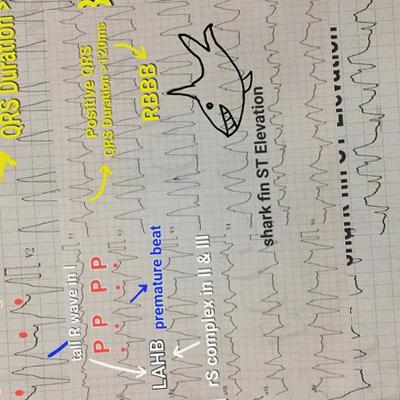 QRS Duration >
Positive QRS
QRS Duration >120ms
RBBB
shark fin ST Elevation
shark fin ST Elevation
V2
V1
tall R wave in I
P P P P
LAHB
premature beat
rS complex in II & III